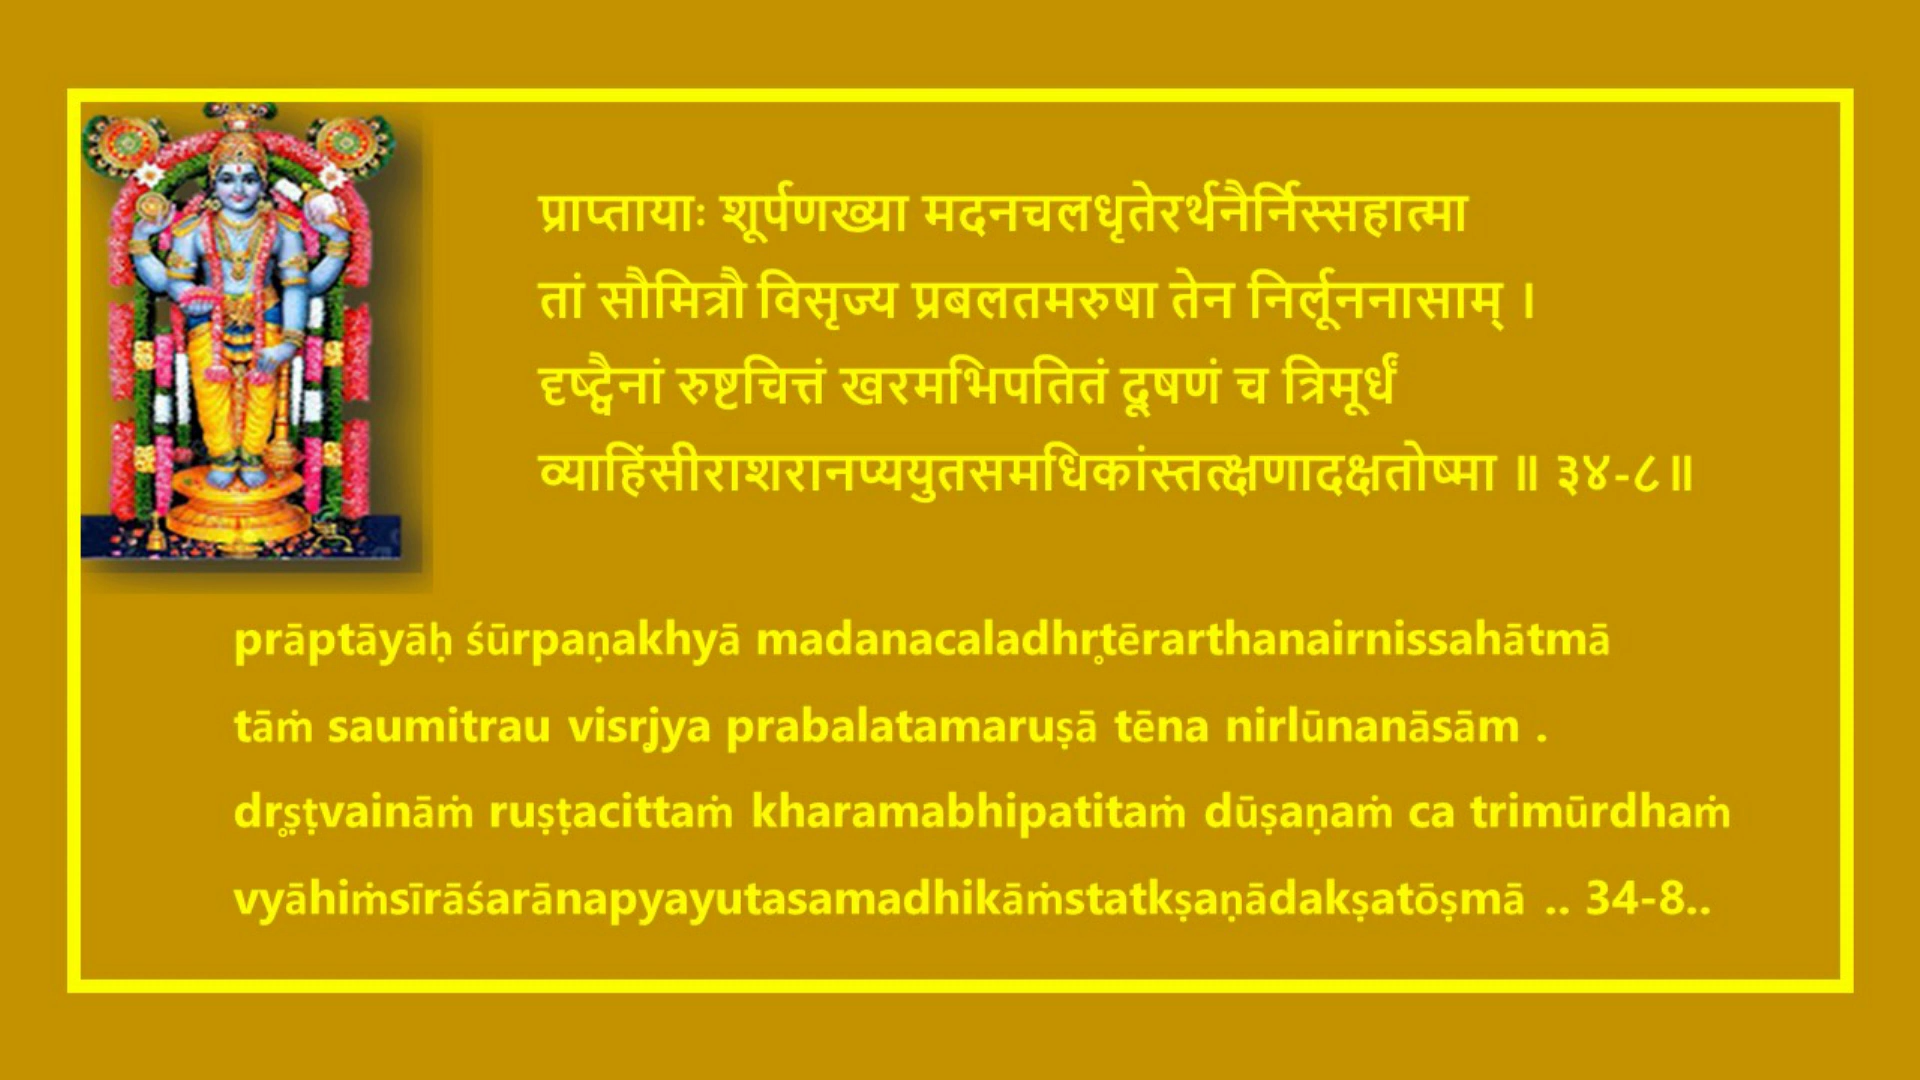 प्राप्तायाः शूर्पणख्या मदनचलधृतेरर्थनैर्निस्सहात्मा
तां सौमित्रौ विसृज्य प्रबलतमरुषा तेन निर्लूननासाम् ।
दृष्ट्वैनां रुष्टचित्तं खरमभिपतितं दूषणं च त्रिमूर्धं
व्याहिंसीराशरानप्ययुतसमधिकांस्तत्क्षणादक्षतोष्मा ॥ ३४-८॥
prāptāyāḥ śūrpaṇakhyā madanacaladhr̥tērarthanairnissahātmā
tāṁ saumitrau visrjya prabalatamaruṣā tēna nirlūnanāsām .
dr̥ṣṭvaināṁ ruṣṭacittaṁ kharamabhipatitaṁ dūṣaṇaṁ ca trimūrdhaṁ
vyāhiṁsīrāśarānapyayutasamadhikāṁstatkṣaṇādakṣatōṣmā .. 34-8..